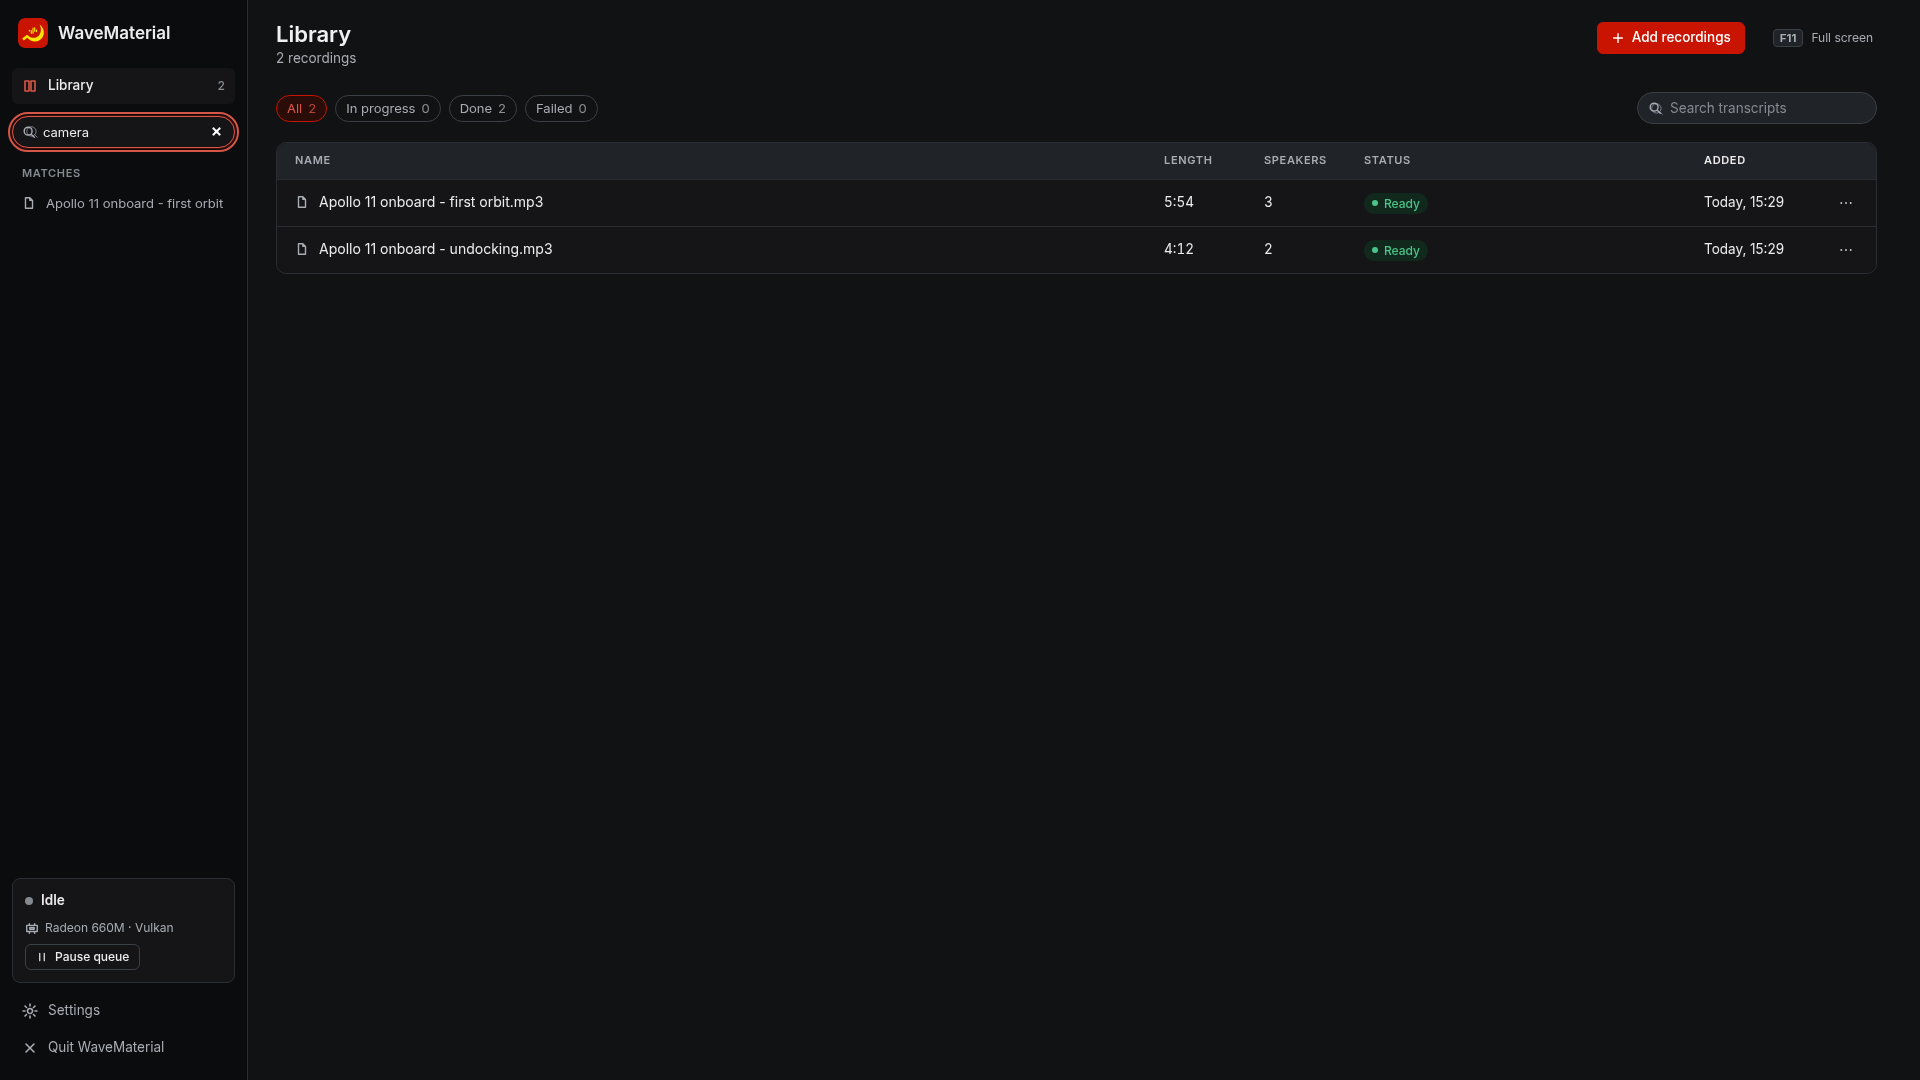 WaveMaterial
Library 2
camera
MATCHES
Apollo 11 onboard - first orbit
Idle
Radeon 660M · Vulkan
Pause queue
Settings
Quit WaveMaterial
Library
2 recordings
Add recordings
F11 Full screen
All 2 In progress 0 Done 2 Failed 0
Search transcripts
NAME LENGTH SPEAKERS STATUS ADDED
Apollo 11 onboard - first orbit.mp3 5:54 3 Ready Today, 15:29
Apollo 11 onboard - undocking.mp3 4:12 2 Ready Today, 15:29